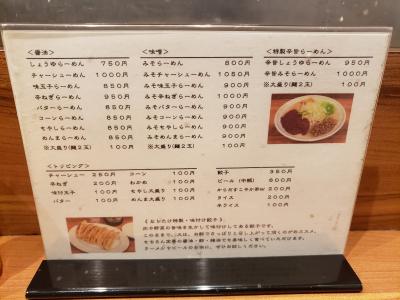 <醤油>
しょうゆらーめん 750円
チャーシューめん 1000円
味玉子らーめん 850円
辛ねぎらーめん 950円
バターらーめん 850円
コーンらーめん 850円
もやしらーめん 850円
めんまらーめん 850円
※大盛り(麺2玉) 100円
<味噌>
みそらーめん 800円
みそチャーシューめん 1050円
みそ味玉子らーめん 900円
みそ辛ねぎらーめん 1000円
みそバターらーめん 900円
みそコーンらーめん 900円
みそもやしらーめん 900円
みそめんまらーめん 900円
※大盛り(麺2玉) 100円
<特製辛旨らーめん>
辛旨しょうゆらーめん 950円
辛旨みそらーめん 1000円
※大盛り(麺2玉) 100円
<トッピング>
チャーシュー 250円
辛ねぎ 200円
味付玉子 100円
バター 100円
コーン 100円
わかめ 100円
もやし大盛り 100円
めんま大盛り 100円
餃子 350円
ビール (中瓶) 600円
ライス 200円
半ライス 100円